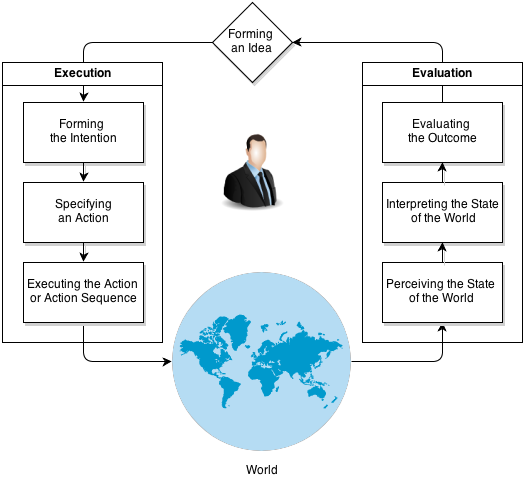 Forming
an Idea
Execution
Forming
the Intention
Specifying
an Action
Executing the Action
or Action Sequence
Evaluation
Evaluating
the Outcome
Interpreting the State
of the World
Perceiving the State
of the World
World